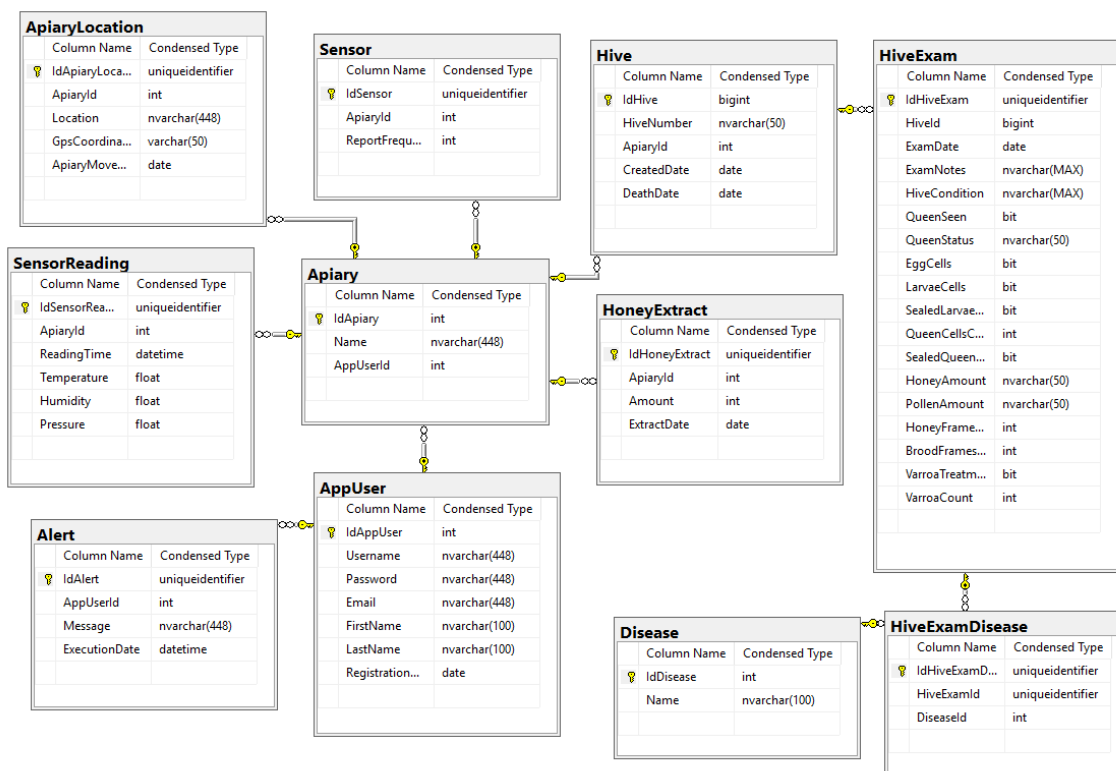 ApiaryLocation
Column Name Condensed Type
IdApiaryLoca... uniqueidentifier
ApiaryId int
Location nvarchar(448)
GpsCoordina... varchar(50)
ApiaryMove... date
Sensor
Column Name Condensed Type
IdSensor uniqueidentifier
ApiaryId int
ReportFrequ... int
Hive
Column Name Condensed Type
IdHive bigint
HiveNumber nvarchar(50)
ApiaryId int
CreatedDate date
DeathDate date
HiveExam
Column Name Condensed Type
IdHiveExam uniqueidentifier
HiveId bigint
ExamDate date
ExamNotes nvarchar(MAX)
HiveCondition nvarchar(MAX)
QueenSeen bit
QueenStatus nvarchar(50)
EggCells bit
LarvaeCells bit
SealedLarvae... bit
QueenCellsC... int
SealedQueen... bit
HoneyAmount nvarchar(50)
PollenAmount nvarchar(50)
HoneyFrame... int
BroodFrames... int
VarroaTreatm... bit
VarroaCount int
SensorReading
Column Name Condensed Type
IdSensorRea... uniqueidentifier
ApiaryId int
ReadingTime datetime
Temperature float
Humidity float
Pressure float
Apiary
Column Name Condensed Type
IdApiary int
Name nvarchar(448)
AppUserId int
HoneyExtract
Column Name Condensed Type
IdHoneyExtract uniqueidentifier
ApiaryId int
Amount int
ExtractDate date
Alert
Column Name Condensed Type
IdAlert uniqueidentifier
AppUserId int
Message nvarchar(448)
ExecutionDate datetime
AppUser
Column Name Condensed Type
IdAppUser int
Username nvarchar(448)
Password nvarchar(448)
Email nvarchar(448)
FirstName nvarchar(100)
LastName nvarchar(100)
Registration... date
Disease
Column Name Condensed Type
IdDisease int
Name nvarchar(100)
HiveExamDisease
Column Name Condensed Type
IdHiveExamD... uniqueidentifier
HiveExamId uniqueidentifier
DiseaseId int